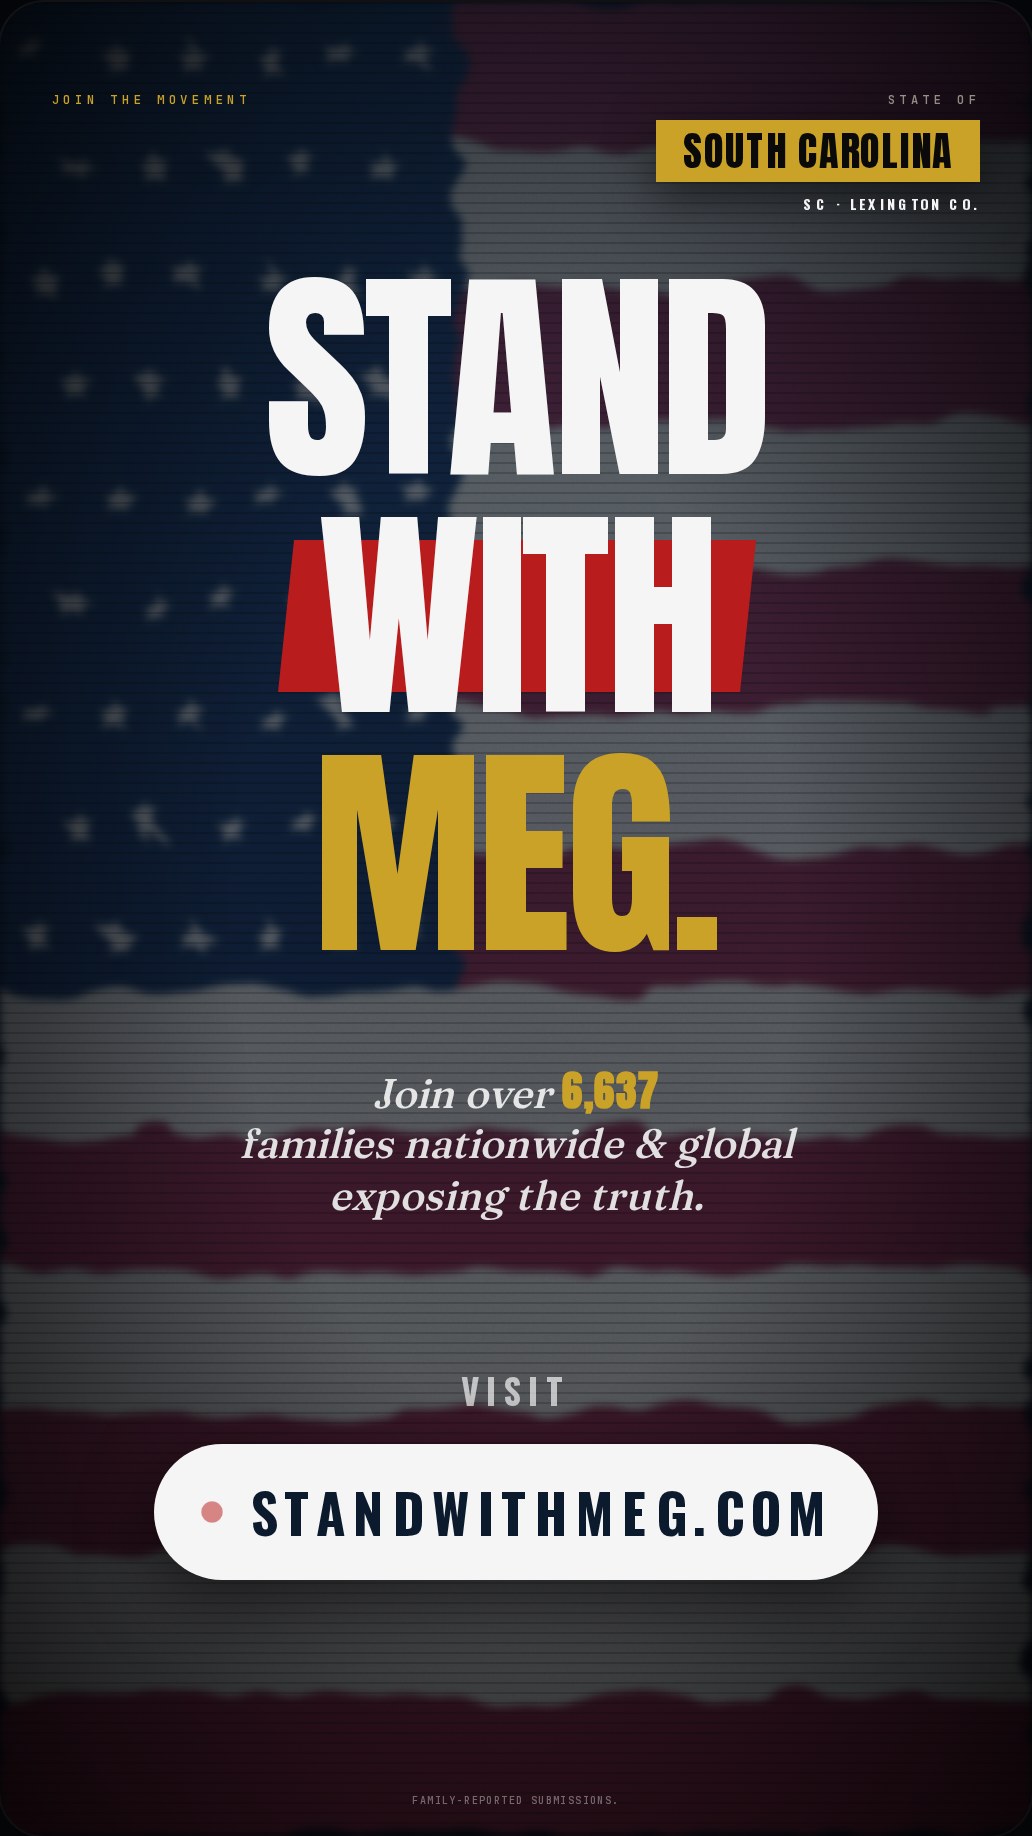 JOIN THE MOVEMENT
STATE OF
SOUTH CAROLINA
SC · LEXINGTON CO.
STAND
WITH
MEG.
Join over 6,637
families nationwide & global
exposing the truth.
VISIT
STANDWITHMEG.COM
FAMILY-REPORTED SUBMISSIONS.